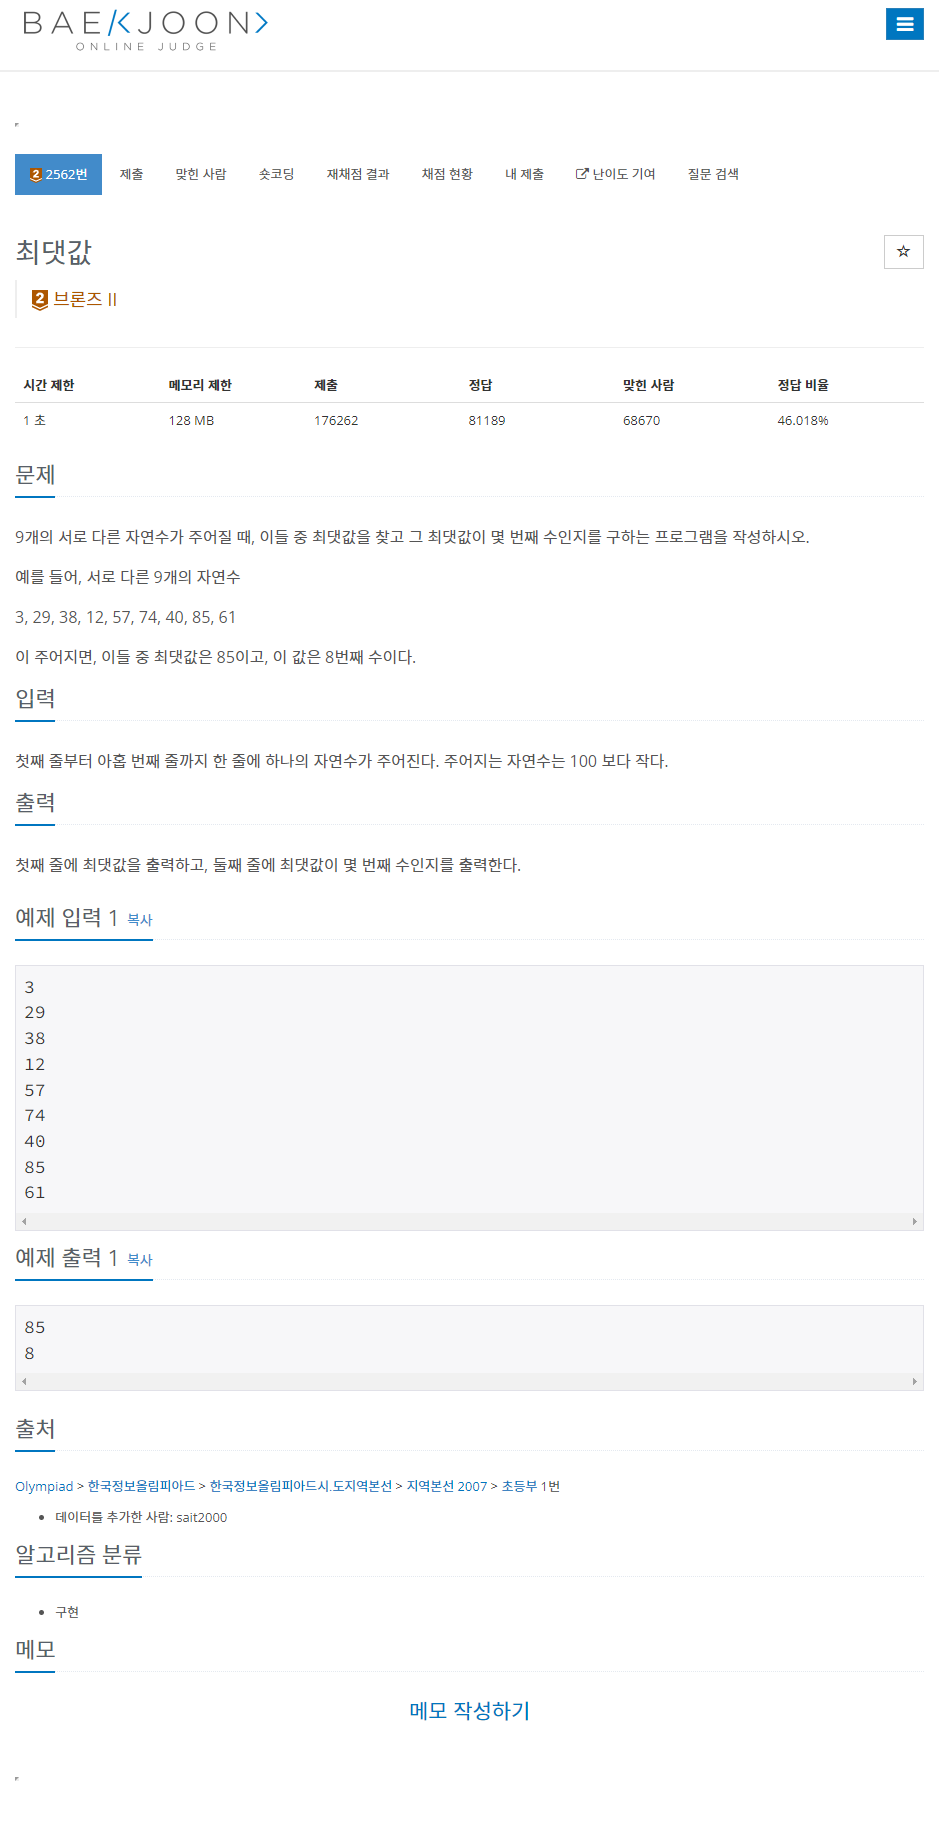 BAEKJOON
ONLINE JUDGE
2 2562번 제출 맞힌 사람 숏코딩 재채점 결과 채점 현황 내 제출 난이도 기여 질문 검색
최댓값
2 브론즈 II
시간 제한 메모리 제한 제출 정답 맞힌 사람 정답 비율
1 초 128 MB 176262 81189 68670 46.018%
문제
9개의 서로 다른 자연수가 주어질 때, 이들 중 최댓값을 찾고 그 최댓값이 몇 번째 수인지를 구하는 프로그램을 작성하시오.
예를 들어, 서로 다른 9개의 자연수
3, 29, 38, 12, 57, 74, 40, 85, 61
이 주어지면, 이들 중 최댓값은 85이고, 이 값은 8번째 수이다.
입력
첫째 줄부터 아홉 번째 줄까지 한 줄에 하나의 자연수가 주어진다. 주어지는 자연수는 100 보다 작다.
출력
첫째 줄에 최댓값을 출력하고, 둘째 줄에 최댓값이 몇 번째 수인지를 출력한다.
예제 입력 1 복사
3
29
38
12
57
74
40
85
61
예제 출력 1 복사
85
8
출처
Olympiad > 한국정보올림피아드 > 한국정보올림피아드시.도지역본선 > 지역본선 2007 > 초등부 1번
• 데이터를 추가한 사람: sait2000
알고리즘 분류
• 구현
메모
메모 작성하기